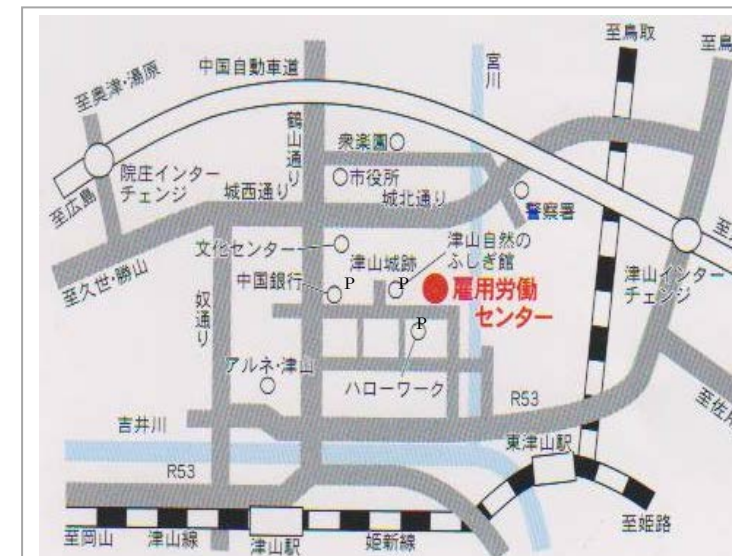 至鳥取
至鳥
中国自動車道
宮川
至奥津・湯原
鶴山通り
衆楽園
院庄インター
チェンジ
市役所
城西通り
城北通り
至広島
警察署
文化センター
津山自然の
ふしぎ館
津山城跡
至久世・勝山
中国銀行
P
P
雇用労働
センター
津山インター
チェンジ
奴通り
P
アルネ・津山
ハローワーク
R53
吉井川
東津山駅
R53
至岡山
津山線
津山駅
姫新線
至姫路